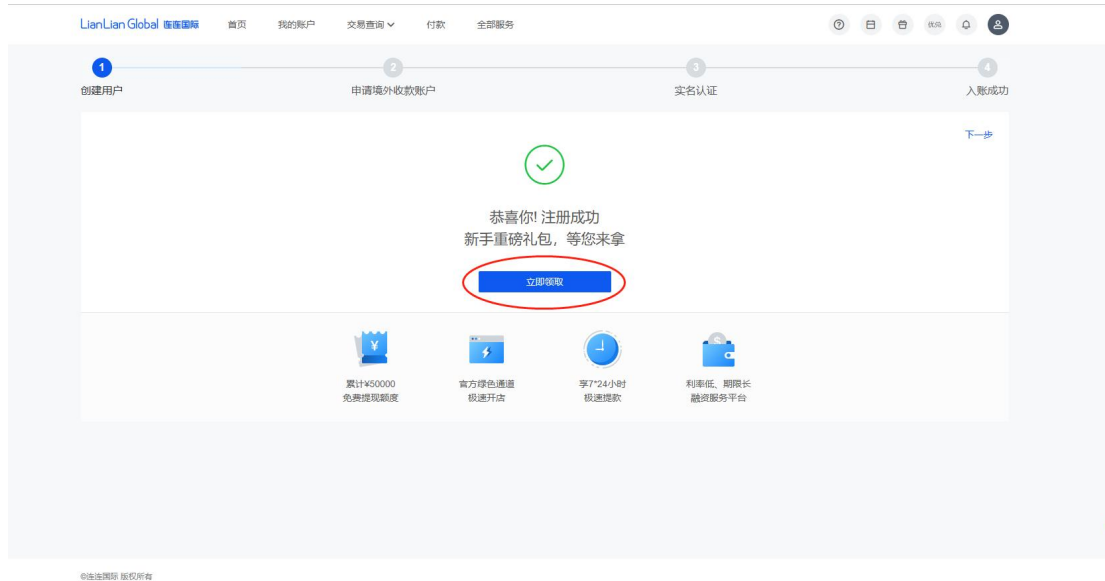 LianLian Global 连连国际 首页 我的账户 交易查询 付款 全部服务
1 2 3 4
创建用户 申请境外收款账户 实名认证 入账成功
下一步
恭喜你! 注册成功
新手重磅礼包，等您来拿
立即领取
累计¥50000 官方绿色通道 享7*24小时 利率低、期限长
免费提现额度 极速开店 极速提款 融资服务平台
©连连国际 版权所有